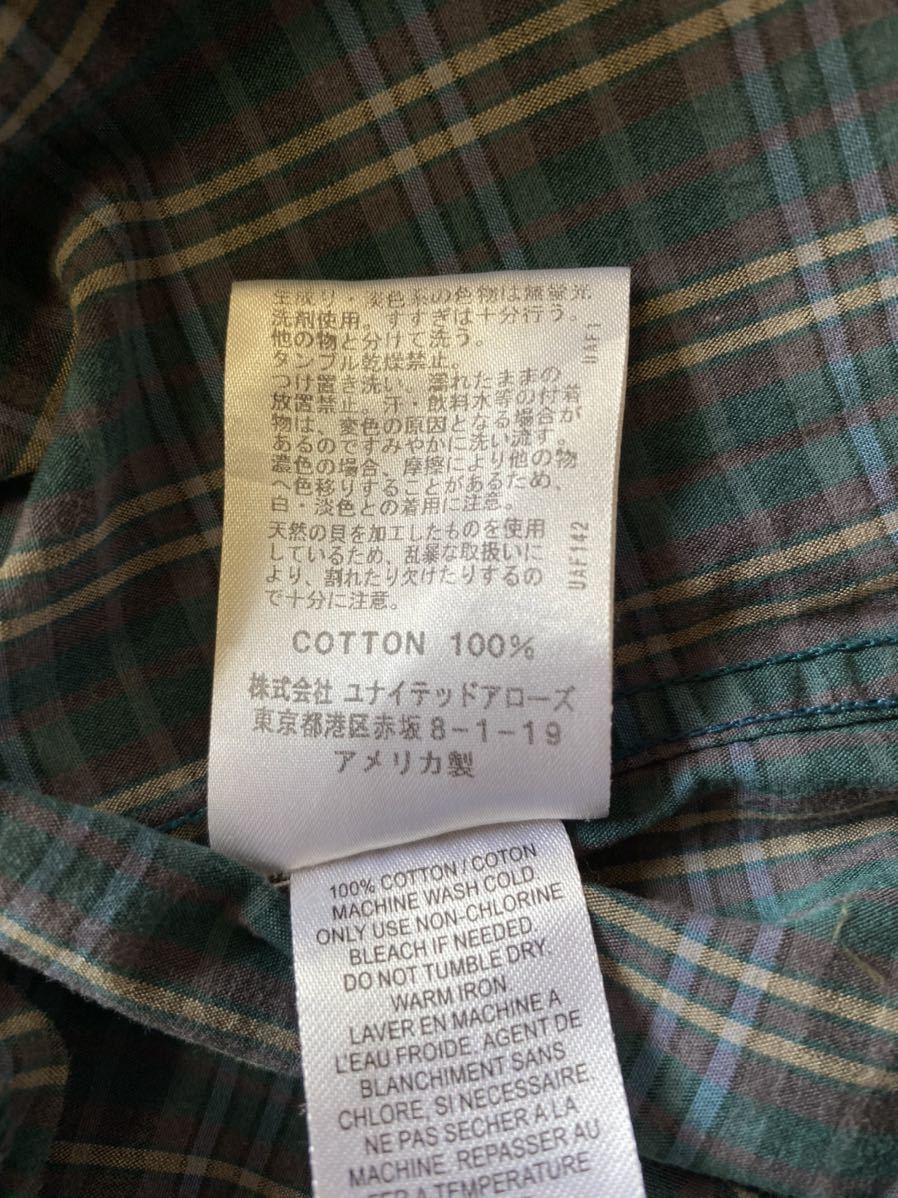 生成り・淡色系の色物は無蛍光
洗剤使用。すすぎは十分行う。
他の物と分けて洗う。
タンブル乾燥禁止。
つけ置き洗い、濡れたままの
放置禁止。汗・飲料水等の付着
物は、変色の原因となる場合が
あるのですみやかに洗い流す。
濃色の場合、摩擦により他の物
へ色移りすることがあるため、
白・淡色との着用に注意。
天然の貝を加工したものを使用
しているため、乱暴な取扱いに
より、割れたり欠けたりするの
で十分に注意。
UAF1
UAF142
COTTON 100%
株式会社 ユナイテッドアローズ
東京都港区赤坂8-1-19
アメリカ製
100% COTTON / COTON
MACHINE WASH COLD
ONLY USE NON-CHLORINE
BLEACH IF NEEDED
DO NOT TUMBLE DRY.
WARM IRON
LAVER EN MACHINE A
L'EAU FROIDE, AGENT DE
BLANCHIMENT SANS
CHLORE, SI NECESSAIRE.
NE PAS SECHER A LA
MACHINE, REPASSER AU
FER A TEMPERATURE